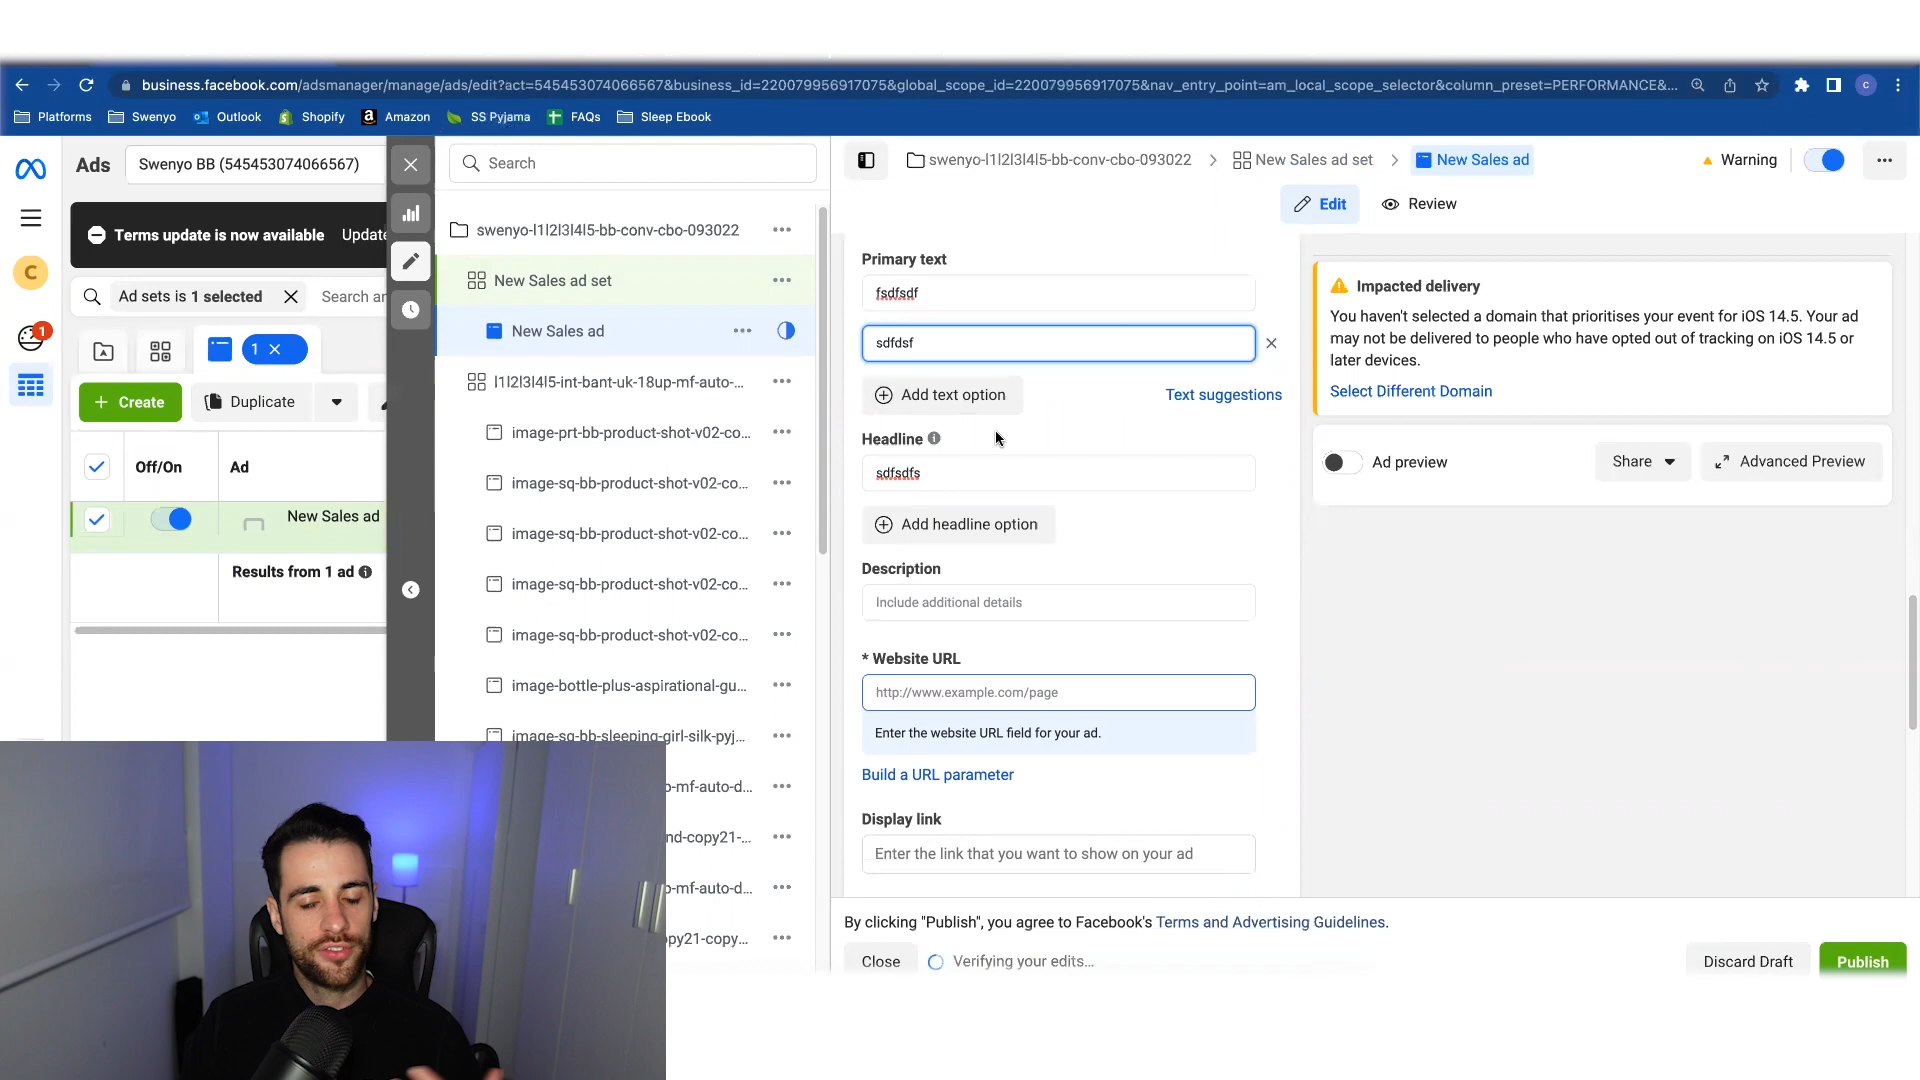 business.facebook.com/adsmanager/manage/ads/edit?act=545453074066567&business_id=220079956917075&global_scope_id=220079956917075&nav_entry_point=am_local_scope_selector&column_preset=PERFORMANCE&...
C
Platforms
Swenyo
Outlook
Shopify
Amazon
SS Pyjama
FAQs
Sleep Ebook
Ads
Swenyo BB (545453074066567)
Terms update is now available Update
C
Ad sets is 1 selected
Search an
1
1
Create
Duplicate
Off/On
Ad
New Sales ad
Results from 1 ad
Search
swenyo-l1l2l3l4l5-bb-conv-cbo-093022
New Sales ad set
New Sales ad
l1l2l3l4l5-int-bant-uk-18up-mf-auto-...
image-prt-bb-product-shot-v02-co...
image-sq-bb-product-shot-v02-co...
image-sq-bb-product-shot-v02-co...
image-sq-bb-product-shot-v02-co...
image-sq-bb-product-shot-v02-co...
image-bottle-plus-aspirational-gu...
image-sq-bb-sleeping-girl-silk-pyj...
-mf-auto-d...
nd-copy21-...
-mf-auto-d...
opy21-copy...
swenyo-l1l2l3l4l5-bb-conv-cbo-093022
New Sales ad set
New Sales ad
Warning
Edit
Review
Primary text
fsdfsdf
sdfdsf
Add text option
Text suggestions
Headline
sdfsdfs
Add headline option
Description
Include additional details
* Website URL
http://www.example.com/page
Enter the website URL field for your ad.
Build a URL parameter
Display link
Enter the link that you want to show on your ad
Impacted delivery
You haven't selected a domain that prioritises your event for iOS 14.5. Your ad
may not be delivered to people who have opted out of tracking on iOS 14.5 or
later devices.
Select Different Domain
Ad preview
Share
Advanced Preview
By clicking "Publish", you agree to Facebook's Terms and Advertising Guidelines.
Close
Verifying your edits...
Discard Draft
Publish